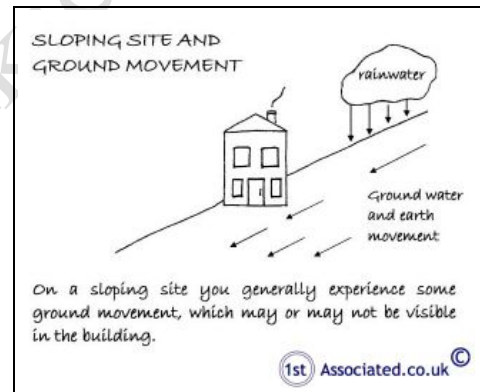 SLOPING SITE AND
GROUND MOVEMENT
rainwater
Ground water
and earth
movement
On a sloping site you generally experience some
ground movement, which may or may not be visible
in the building.
1st Associated.co.uk ©